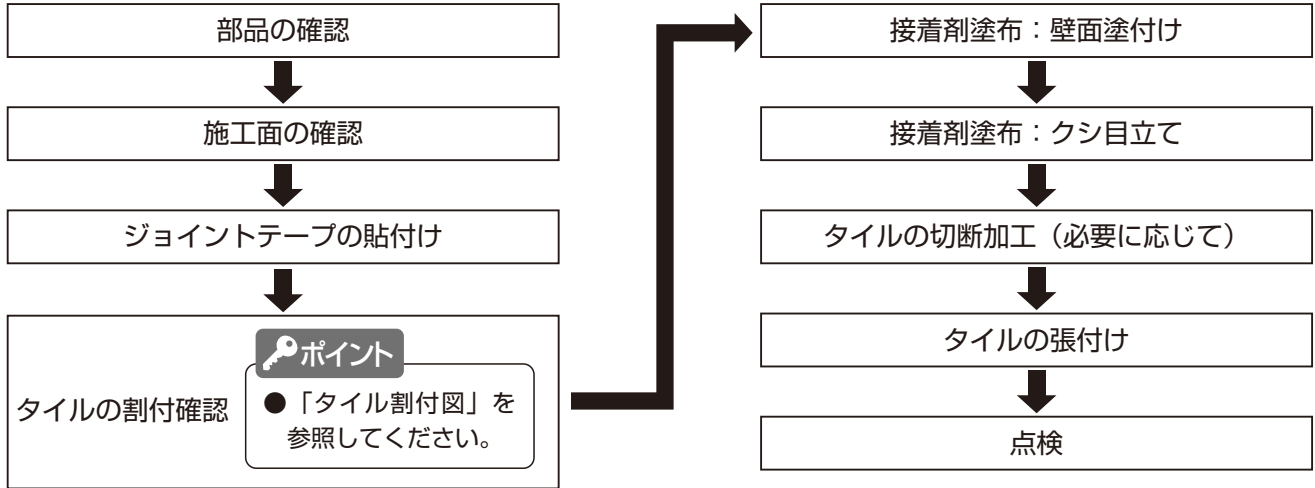 部品の確認
施工面の確認
ジョイントテープの貼付け
タイルの割付確認
ポイント
●「タイル割付図」を
参照してください。
接着剤塗布：壁面塗付け
接着剤塗布：クシ目立て
タイルの切断加工（必要に応じて）
タイルの張付け
点検